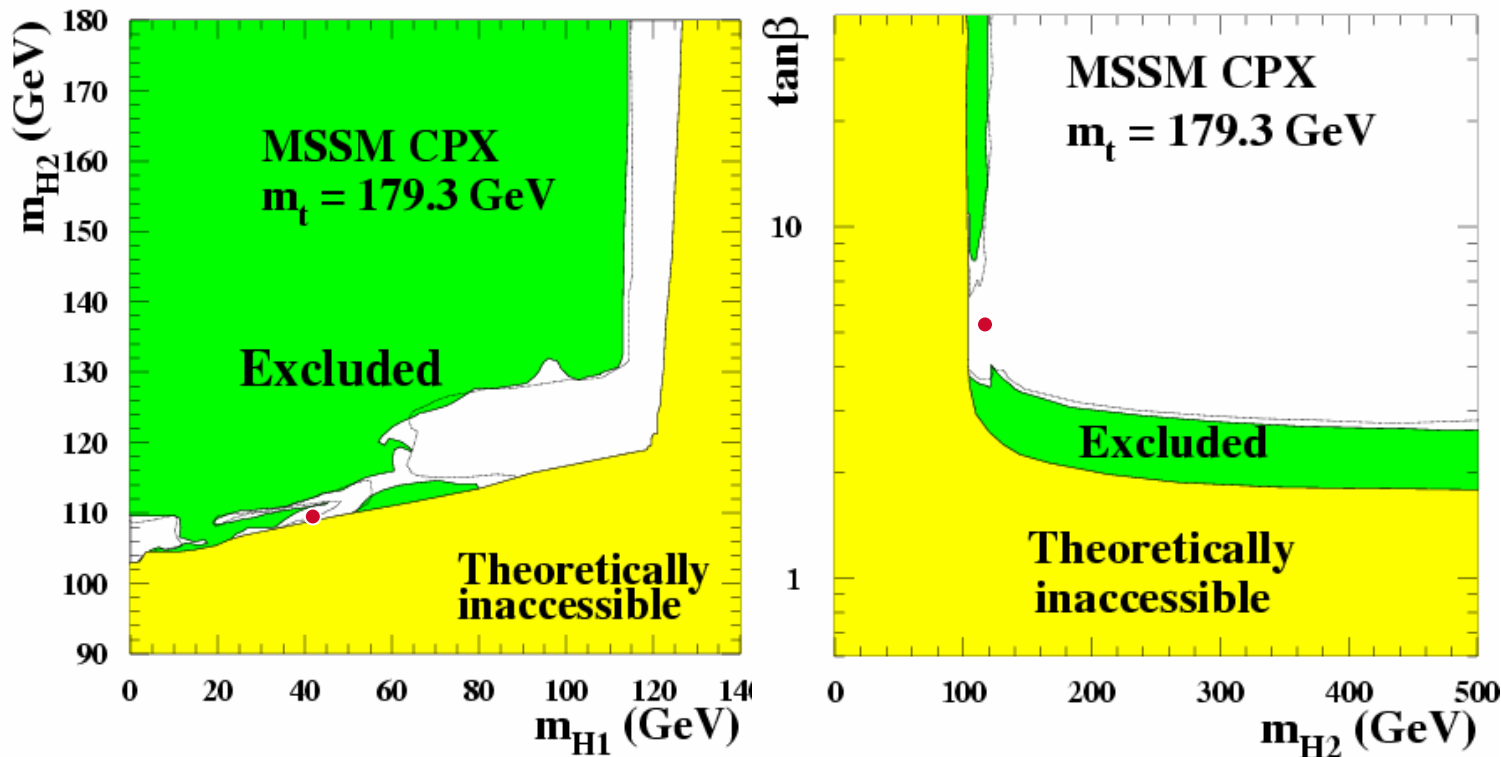 180
170
160
150
140
130
120
110
100
90
m_H2 (GeV)
MSSM CPX
m_t = 179.3 GeV
Excluded
Theoretically
inaccessible
0 20 40 60 80 100 120 14
m_H1 (GeV)
tanβ
10
1
MSSM CPX
m_t = 179.3 GeV
Excluded
Theoretically
inaccessible
0 100 200 300 400 500
m_H2 (GeV)